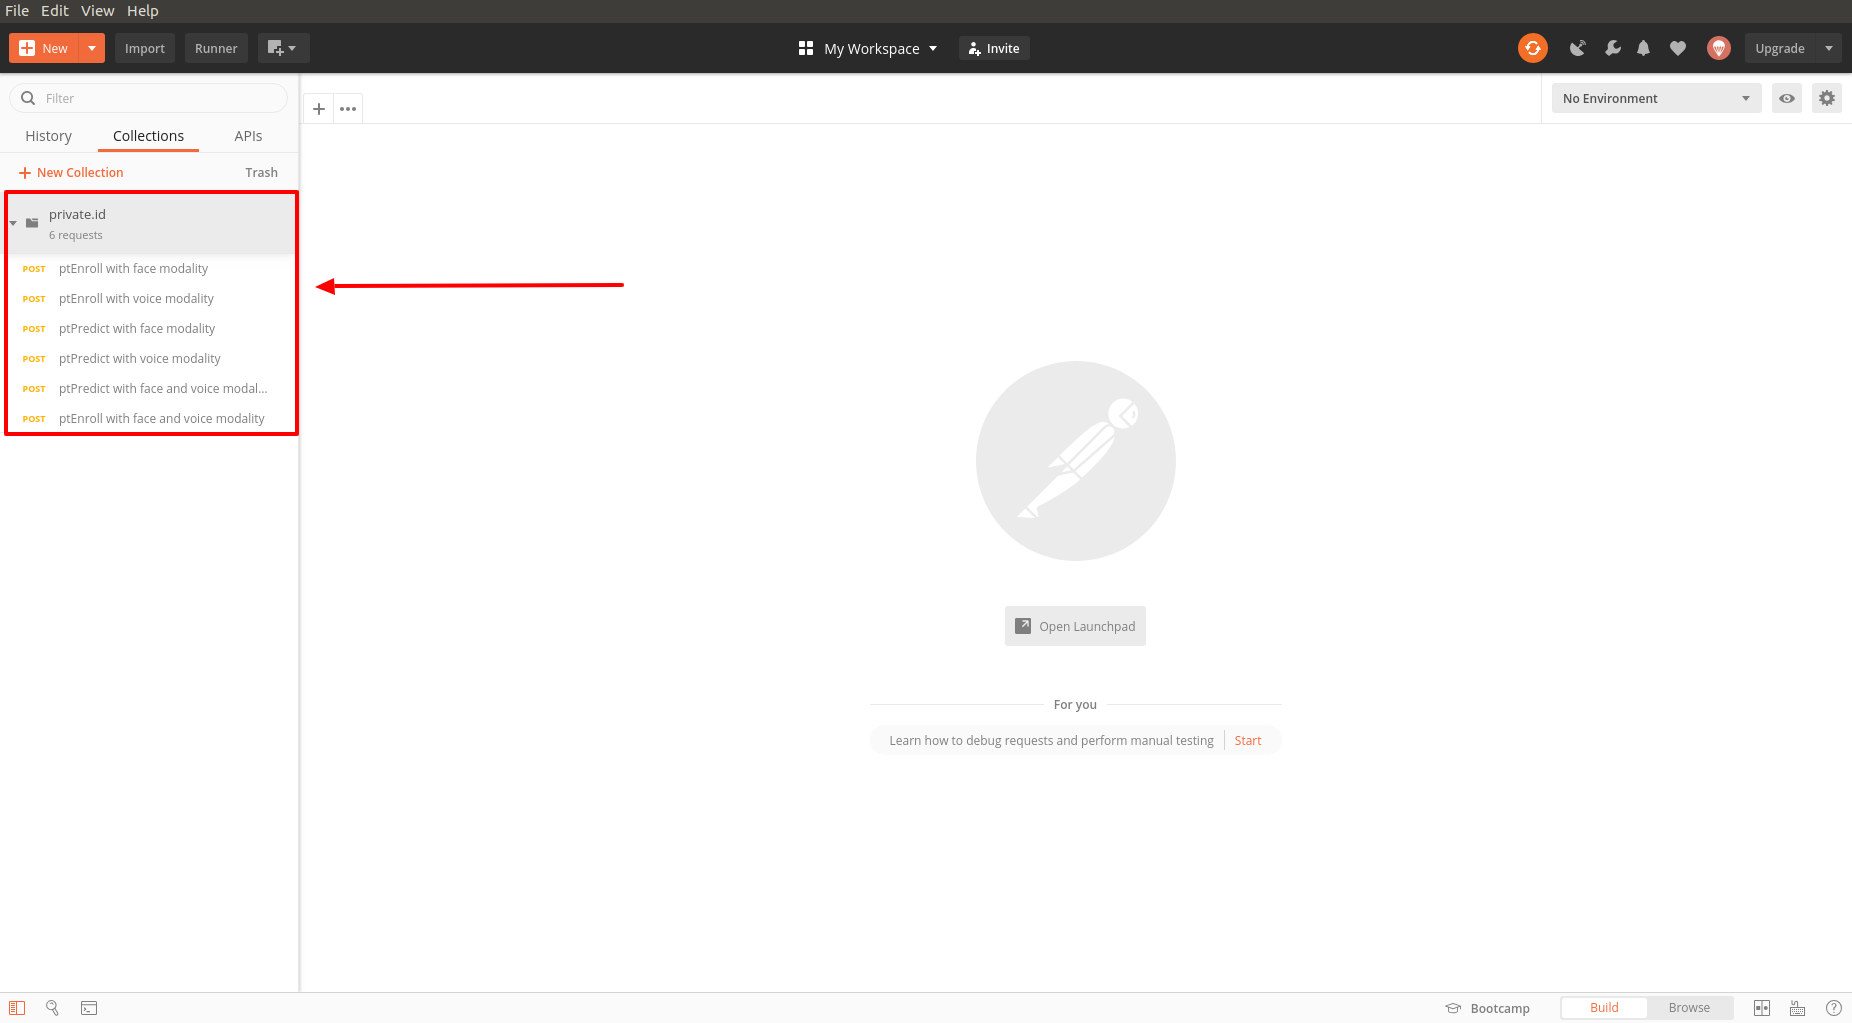 File Edit View Help
New Import Runner My Workspace Invite Upgrade
Filter
No Environment
History Collections APIs
New Collection Trash
private.id
6 requests
POST ptEnroll with face modality
POST ptEnroll with voice modality
POST ptPredict with face modality
POST ptPredict with voice modality
POST ptPredict with face and voice modal...
POST ptEnroll with face and voice modality
Open Launchpad
For you
Learn how to debug requests and perform manual testing Start
Bootcamp Build Browse